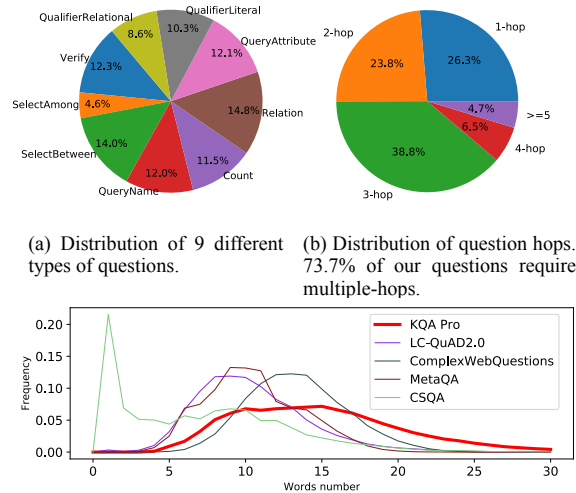 QualifierLiteral
QualifierRelational
10.3%
8.6%
QueryAttribute
12.1%
Verify
12.3%
SelectAmong
4.6%
14.8%
Relation
14.0%
SelectBetween
12.0%
11.5%
QueryName
Count
2-hop
1-hop
23.8%
26.3%
4.7%
>=5
6.5%
4-hop
38.8%
3-hop
(a) Distribution of 9 different
types of questions.
(b) Distribution of question hops.
73.7% of our questions require
multiple-hops.
Frequency
0.20
0.15
0.10
0.05
0.00
KQA Pro
LC-QuAD2.0
ComplexWebQuestions
MetaQA
CSQA
0 5 10 15 20 25 30
Words number